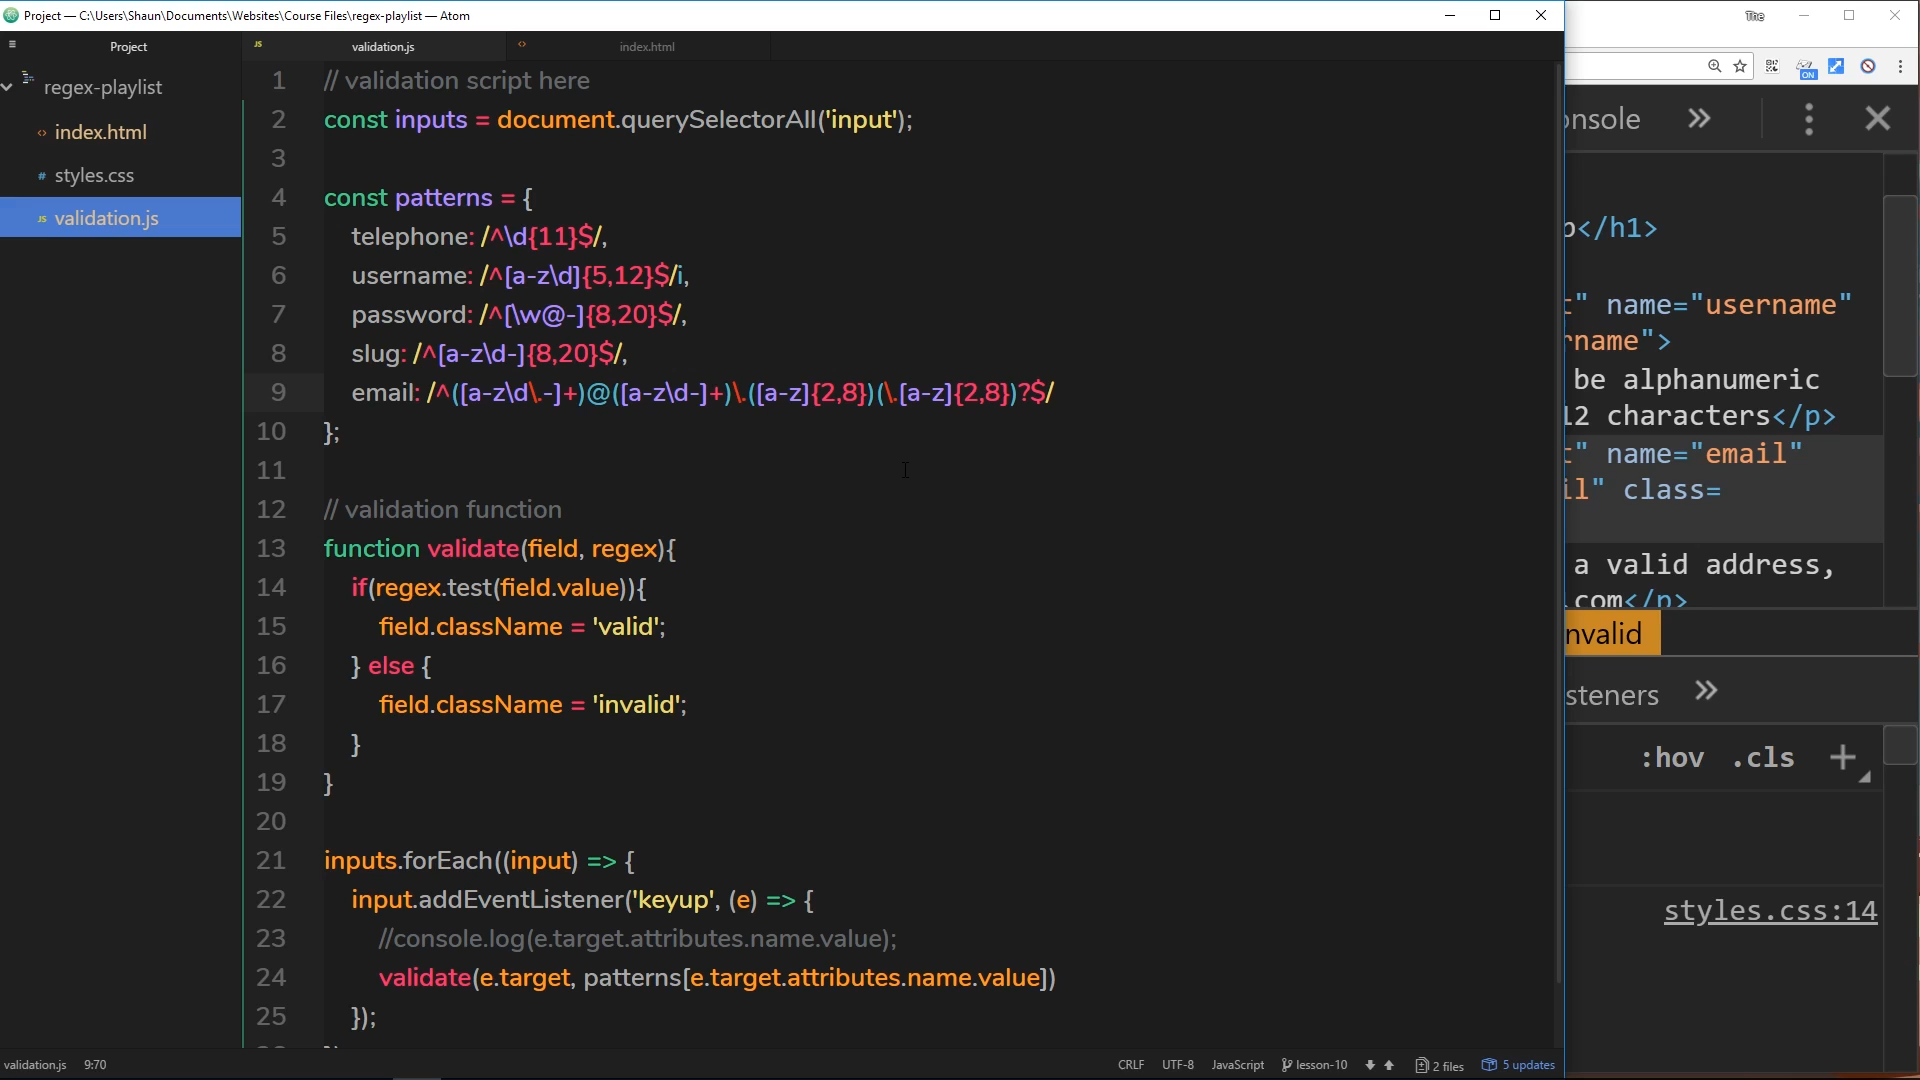 Project — C:\Users\Shaun\Documents\Websites\Course Files\regex-playlist — Atom
The
Project
validation.js
index.html
regex-playlist
index.html
styles.css
validation.js
1 // validation script here
2 const inputs = document.querySelectorAll('input');
3
4 const patterns = {
5 telephone: /^\d{11}$/,
6 username: /^[a-z\d]{5,12}$/i,
7 password: /^[\w@-]{8,20}$/,
8 slug: /^[a-z\d-]{8,20}$/,
9 email: /^([a-z\d\.-]+)@([a-z\d-]+)\.([a-z]{2,8})(\.[a-z]{2,8})?$/
10 };
11
12 // validation function
13 function validate(field, regex){
14 if(regex.test(field.value)){
15 field.className = 'valid';
16 } else {
17 field.className = 'invalid';
18 }
19 }
20
21 inputs.forEach((input) => {
22 input.addEventListener('keyup', (e) => {
23 //console.log(e.target.attributes.name.value);
24 validate(e.target, patterns[e.target.attributes.name.value])
25 });
validation.js 9:70
CRLF UTF-8 JavaScript lesson-10 2 files 5 updates
ON
onsole
p</h1>
t" name="username"
rname">
be alphanumeric
12 characters</p>
t" name="email"
il" class=
a valid address,
.com</p>
nvalid
steners
:hov .cls
styles.css:14